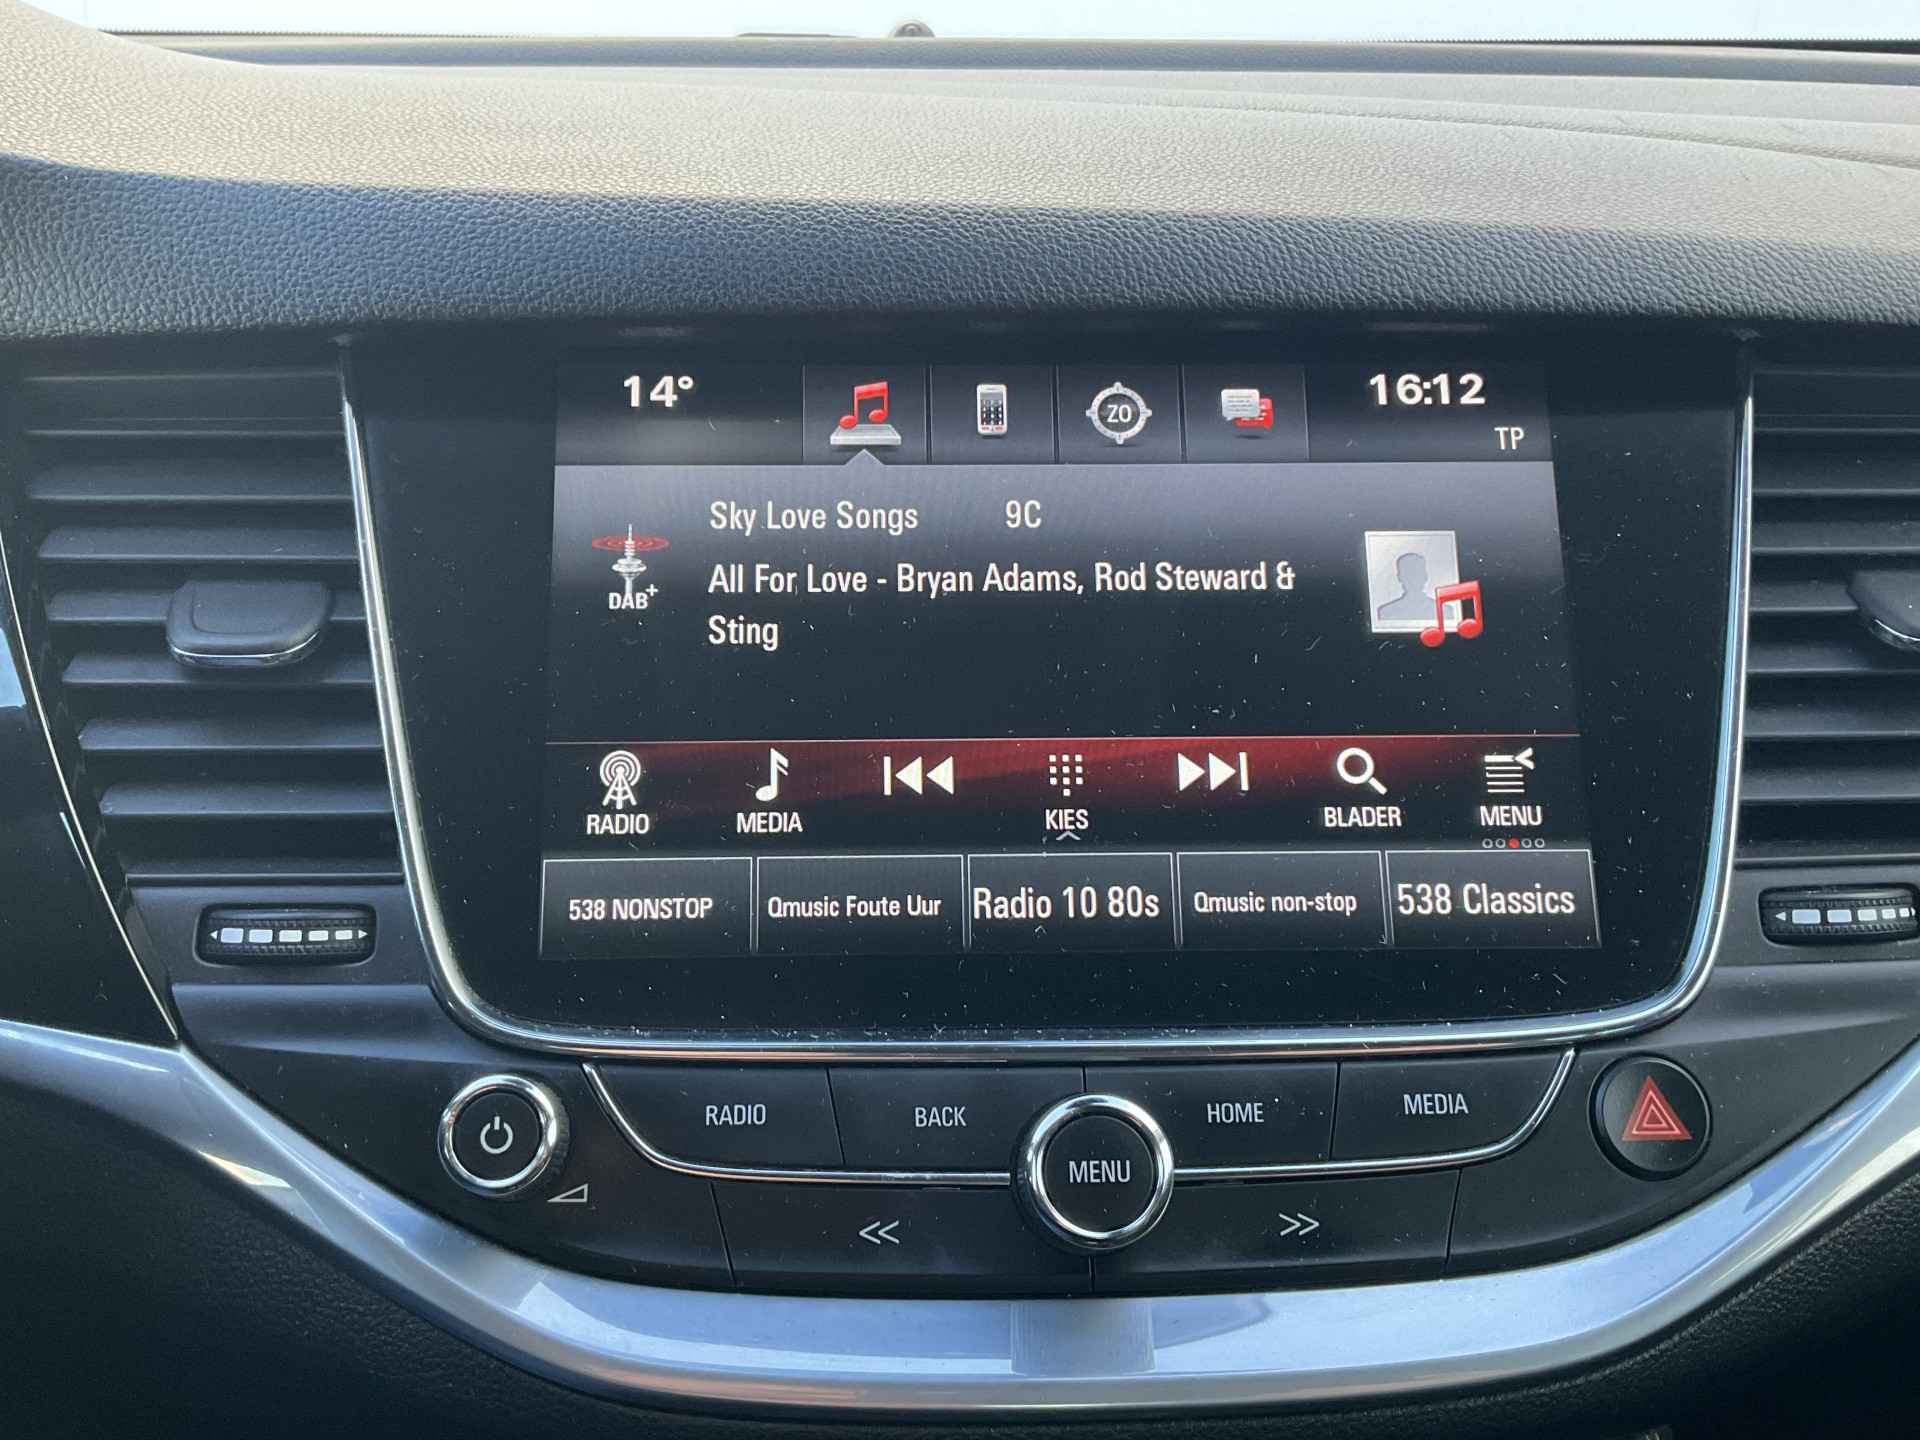 14° ZO 16:12
TP
Sky Love Songs 9C
DAB+
All For Love - Bryan Adams, Rod Steward &
Sting
RADIO MEDIA KIES BLADER MENU
538 NONSTOP Qmusic Foute Uur Radio 10 80s Qmusic non-stop 538 Classics
RADIO BACK HOME MEDIA
MENU